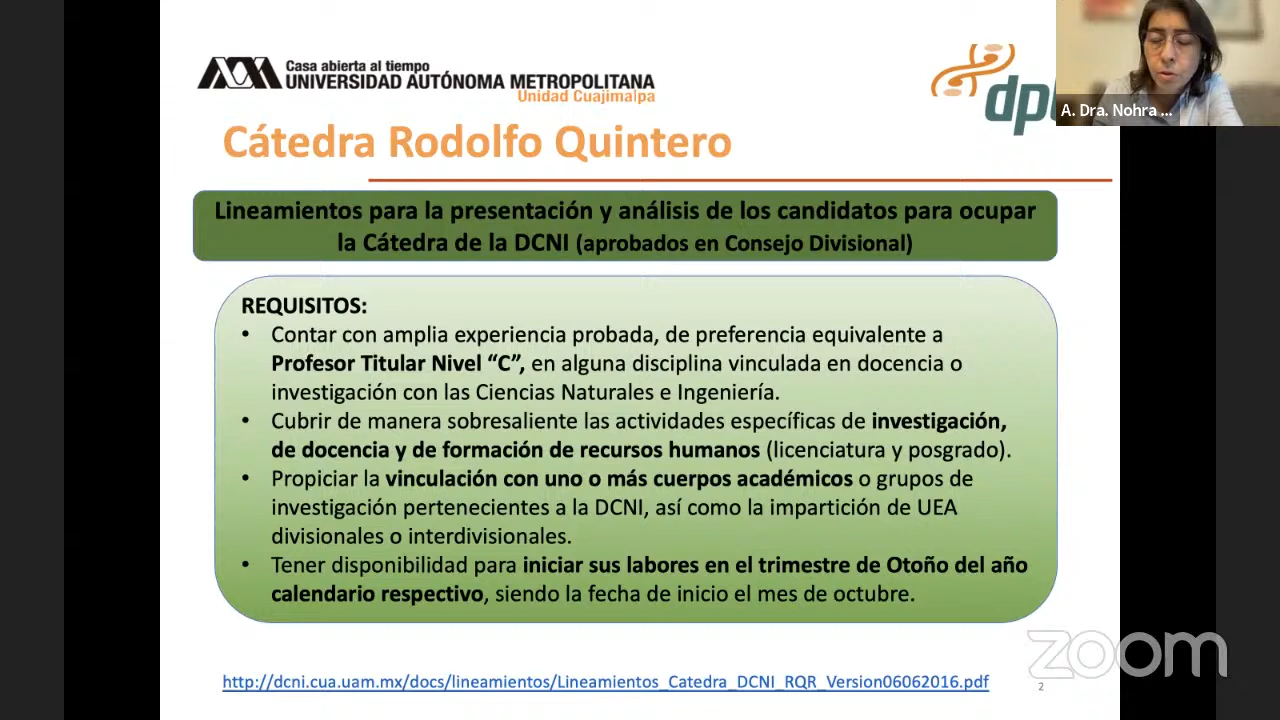 Casa abierta al tiempo
UNIVERSIDAD AUTÓNOMA METROPOLITANA
Unidad Cuajimalpa
A. Dra. Nohra ...
Cátedra Rodolfo Quintero
Lineamientos para la presentación y análisis de los candidatos para ocupar
la Cátedra de la DCNI (aprobados en Consejo Divisional)
REQUISITOS:
• Contar con amplia experiencia probada, de preferencia equivalente a
Profesor Titular Nivel “C”, en alguna disciplina vinculada en docencia o
investigación con las Ciencias Naturales e Ingeniería.
• Cubrir de manera sobresaliente las actividades específicas de investigación,
de docencia y de formación de recursos humanos (licenciatura y posgrado).
• Propiciar la vinculación con uno o más cuerpos académicos o grupos de
investigación pertenecientes a la DCNI, así como la impartición de UEA
divisionales o interdivisionales.
• Tener disponibilidad para iniciar sus labores en el trimestre de Otoño del año
calendario respectivo, siendo la fecha de inicio el mes de octubre.
zoom
http://dcni.cua.uam.mx/docs/lineamientos/Lineamientos_Catedra_DCNI_RQR_Version06062016.pdf
2